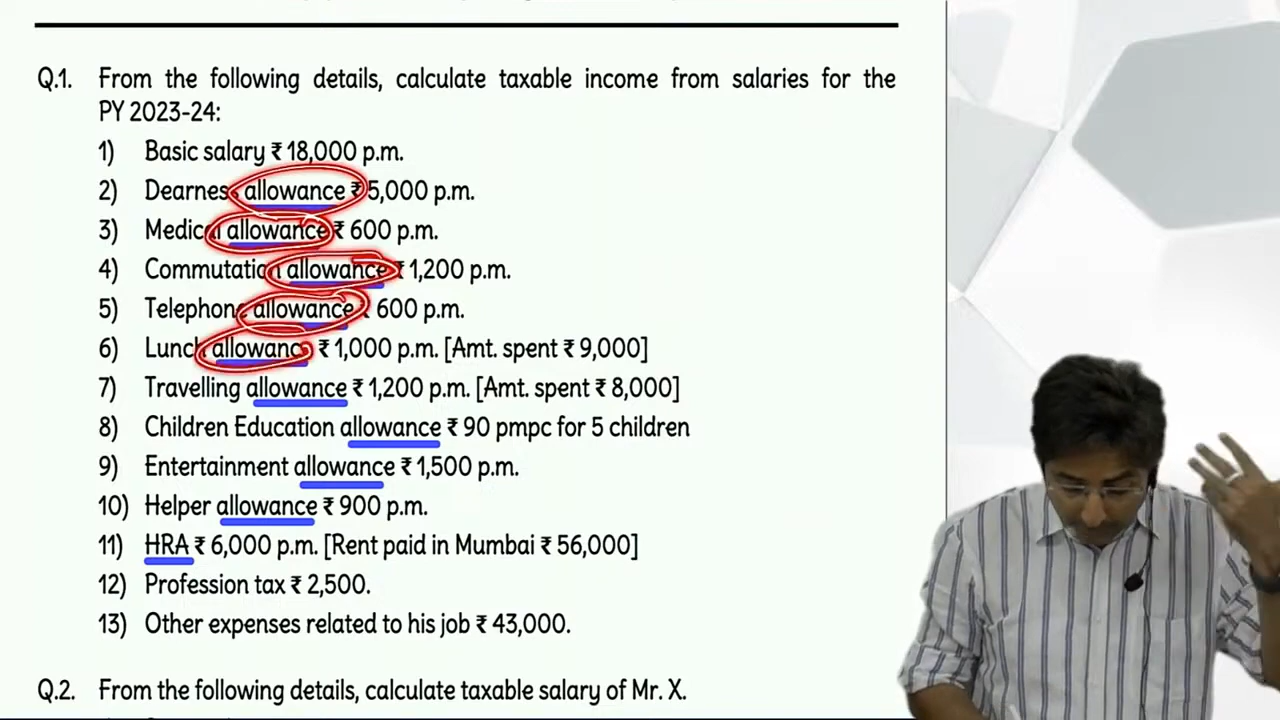 Q.1. From the following details, calculate taxable income from salaries for the
PY 2023-24:
1) Basic salary ₹ 18,000 p.m.
2) Dearness allowance ₹ 5,000 p.m.
3) Medical allowance ₹ 600 p.m.
4) Commutation allowance ₹ 1,200 p.m.
5) Telephone allowance ₹ 600 p.m.
6) Lunch allowance ₹ 1,000 p.m. [Amt. spent ₹ 9,000]
7) Travelling allowance ₹ 1,200 p.m. [Amt. spent ₹ 8,000]
8) Children Education allowance ₹ 90 pmpc for 5 children
9) Entertainment allowance ₹ 1,500 p.m.
10) Helper allowance ₹ 900 p.m.
11) HRA ₹ 6,000 p.m. [Rent paid in Mumbai ₹ 56,000]
12) Profession tax ₹ 2,500.
13) Other expenses related to his job ₹ 43,000.
Q.2. From the following details, calculate taxable salary of Mr. X.